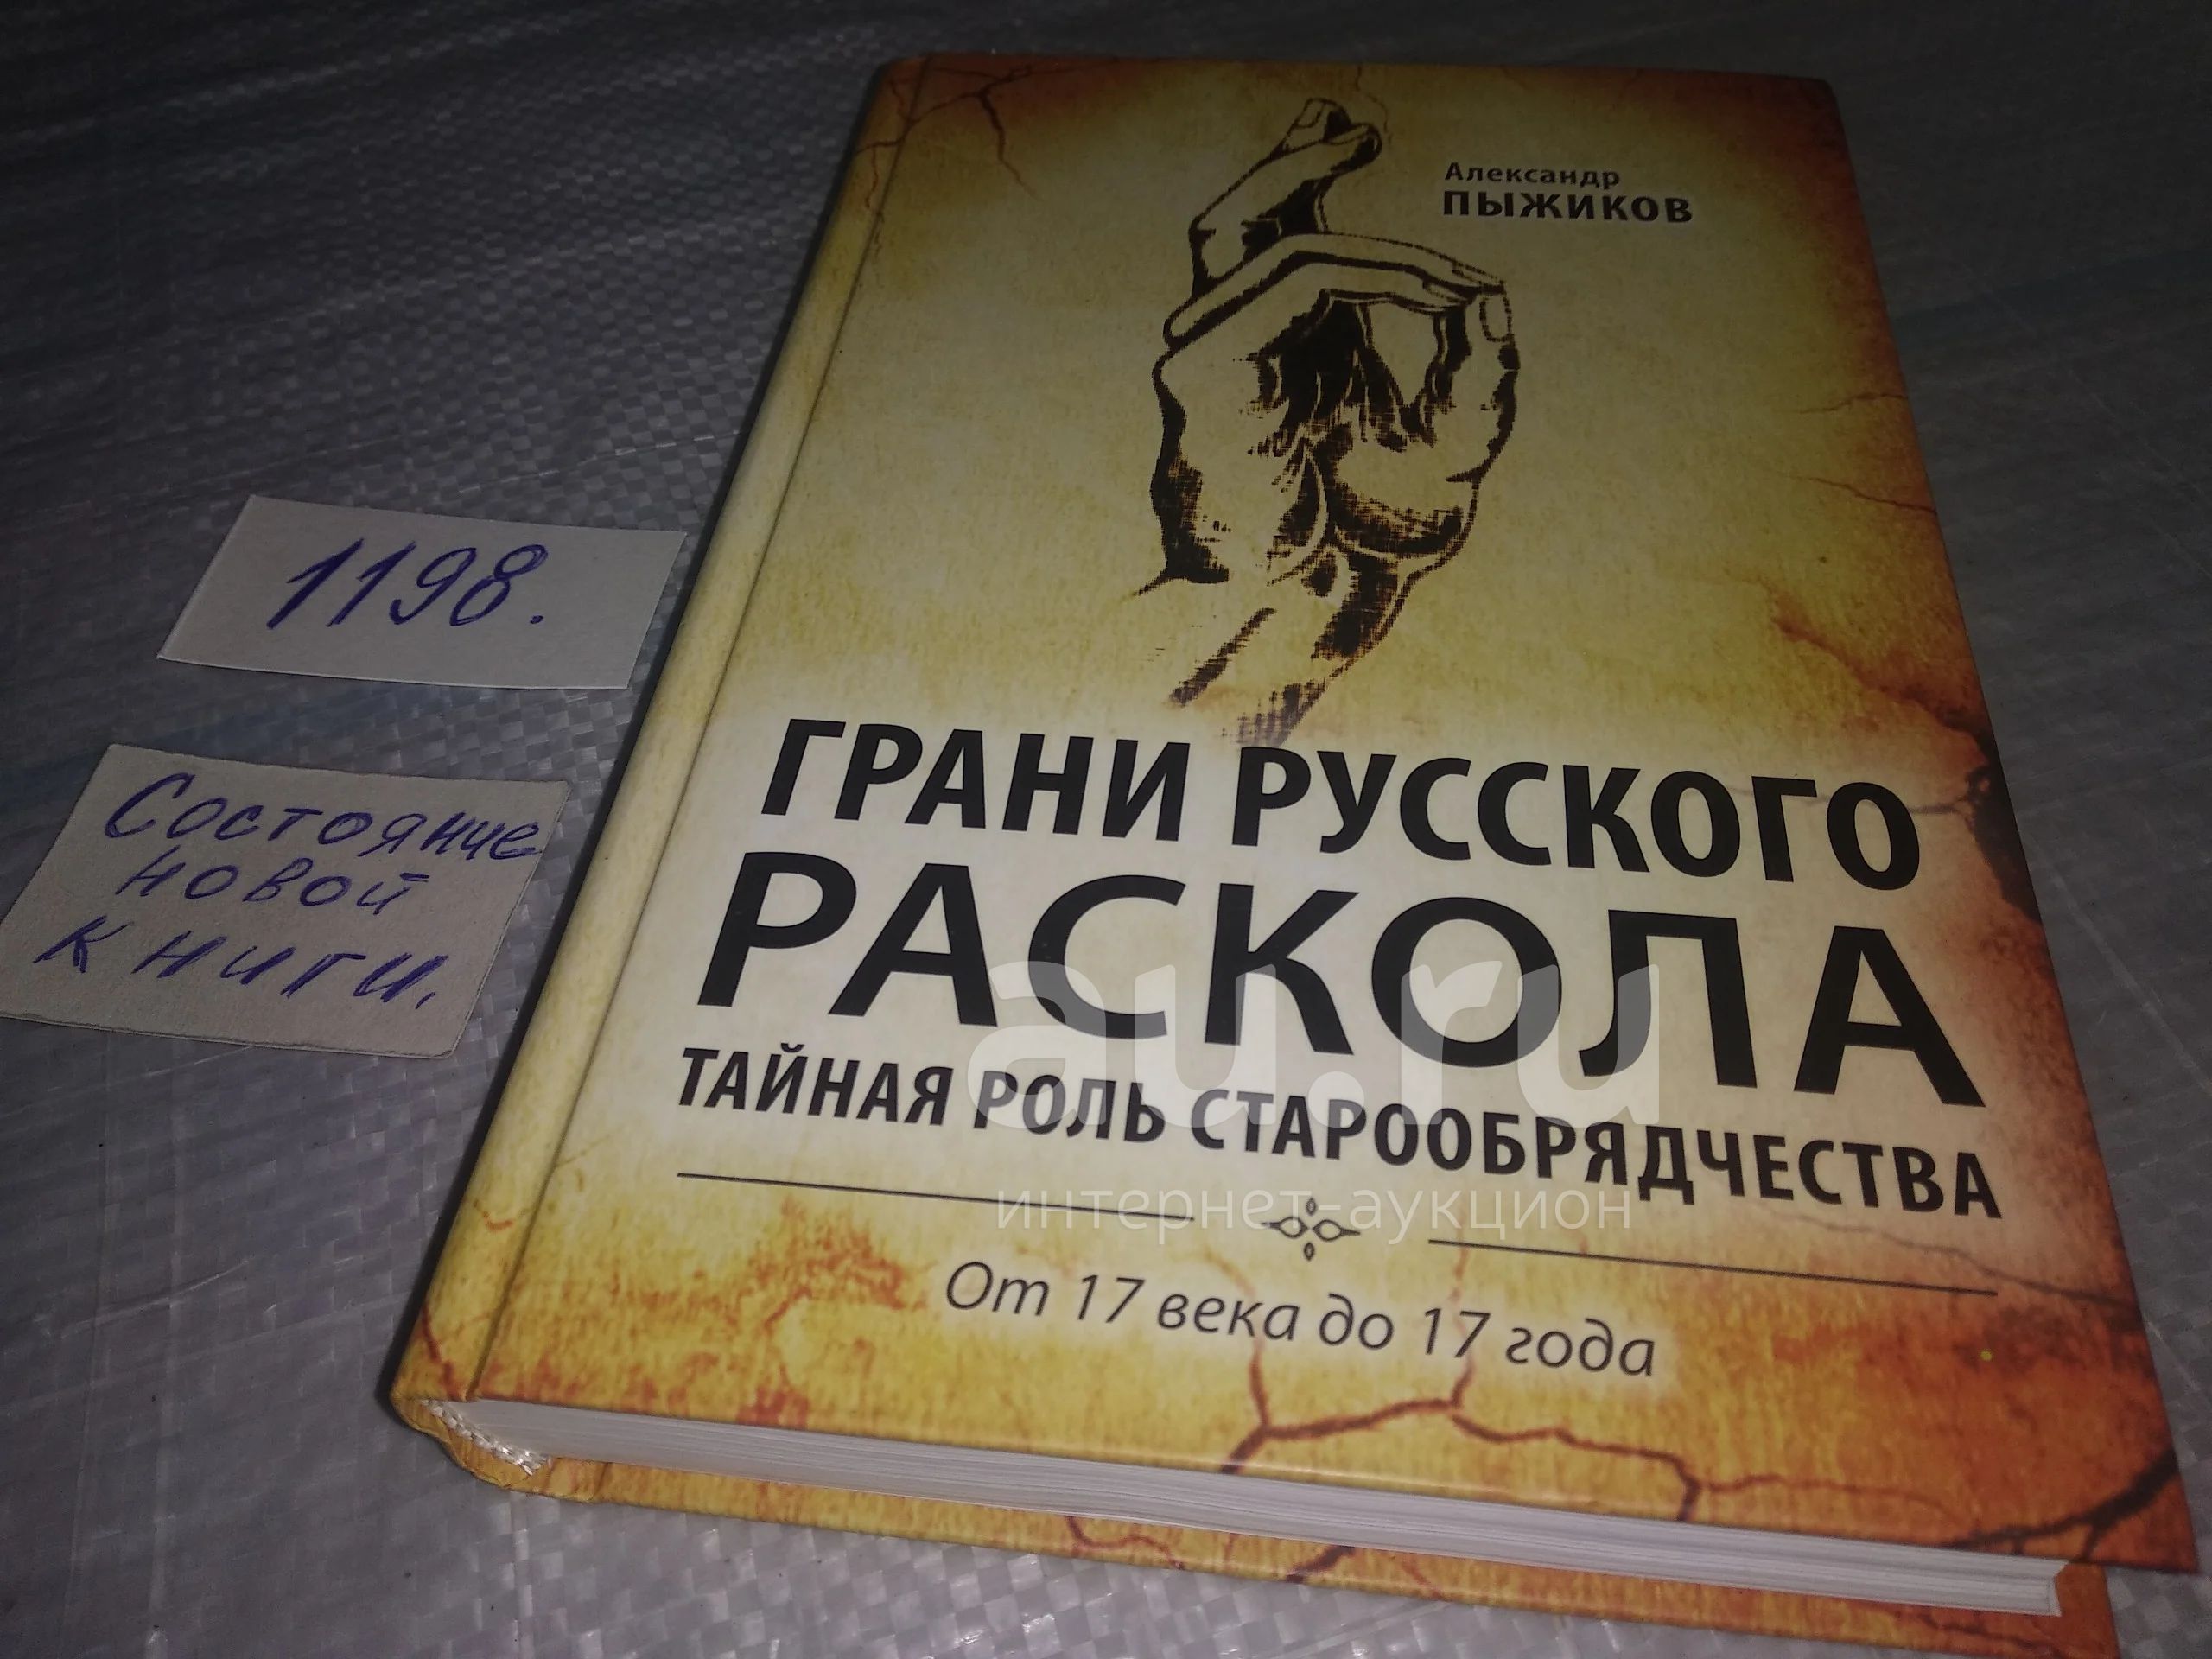 Александр
ПЫЖИКОВ
ГРАНИ РУССКОГО
РАСКОЛА
ТАЙНАЯ РОЛЬ СТАРООБРЯДЧЕСТВА
От 17 века до 17 года
1198.
Состояние
новой
книги.
au.ru
интернет-аукцион